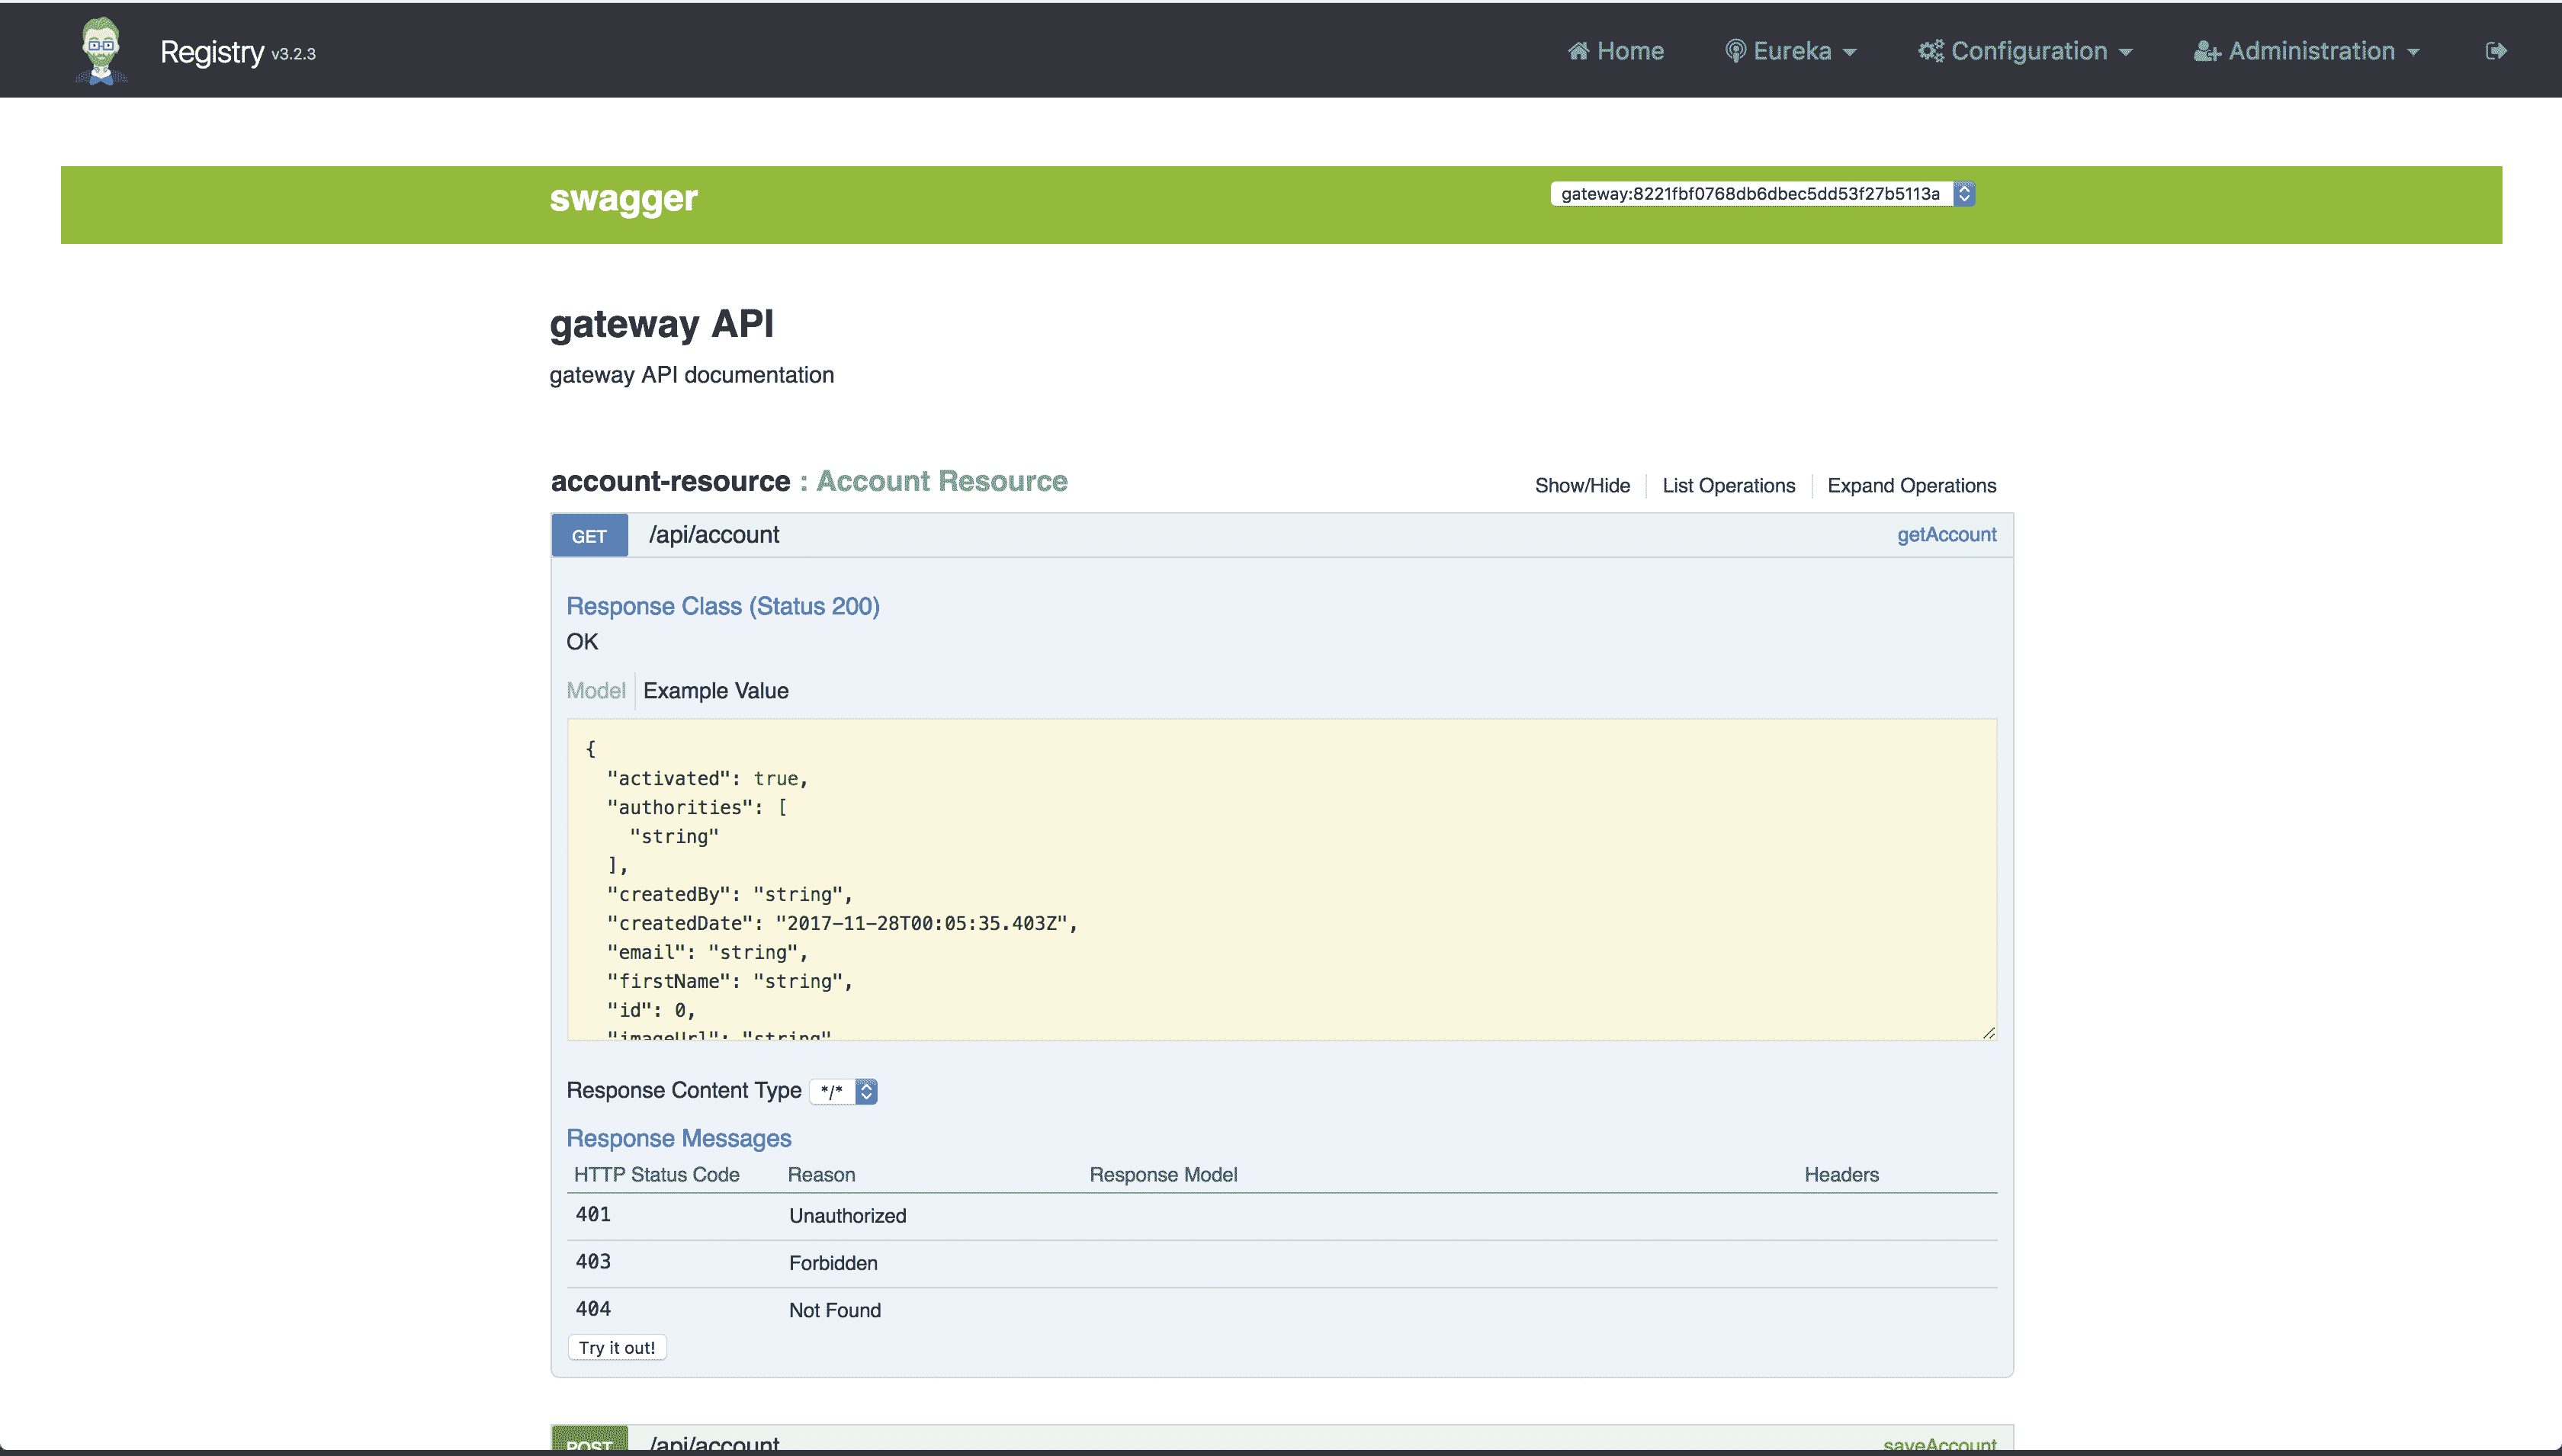 Registry v3.2.3
Home Eureka Configuration Administration
swagger gateway:8221fbf0768db6dbec5dd53f27b5113a
gateway API
gateway API documentation
account-resource : Account Resource Show/Hide List Operations Expand Operations
GET /api/account getAccount
Response Class (Status 200)
OK
Model Example Value
{
"activated": true,
"authorities": [
"string"
],
"createdBy": "string",
"createdDate": "2017-11-28T00:05:35.403Z",
"email": "string",
"firstName": "string",
"id": 0,
"imageUrl": "string"
Response Content Type */*
Response Messages
HTTP Status Code Reason Response Model Headers
401 Unauthorized
403 Forbidden
404 Not Found
Try it out!
POST /api/account saveAccount